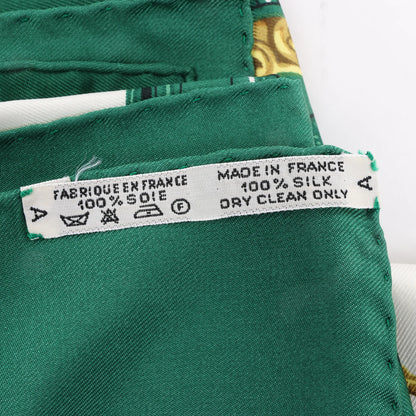 A
FABRIQUE EN FRANCE
100% SOIE
F
MADE IN FRANCE
100% SILK
DRY CLEAN ONLY
A